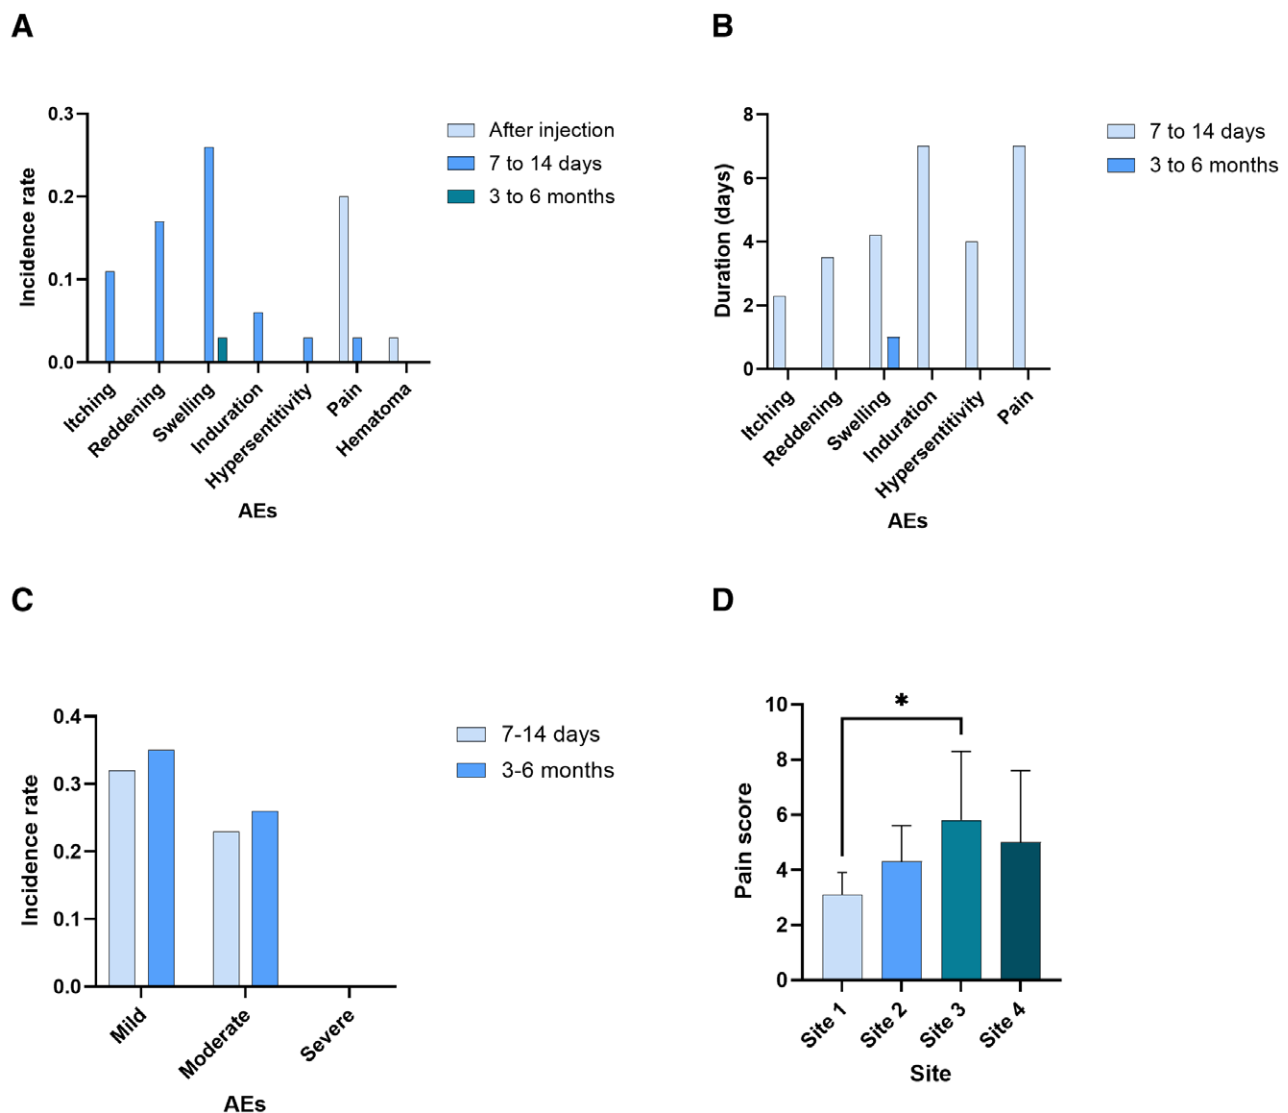 A
0.3
0.2
0.1
0.0
Incidence rate
After injection
7 to 14 days
3 to 6 months
Itching
Reddening
Swelling
Induration
Hypersentitivity
Pain
Hematoma
AEs
B
8
6
4
2
0
Duration (days)
7 to 14 days
3 to 6 months
Itching
Reddening
Swelling
Induration
Hypersentitivity
Pain
AEs
C
0.4
0.3
0.2
0.1
0.0
Incidence rate
7-14 days
3-6 months
Mild
Moderate
Severe
AEs
D
10
8
6
4
2
0
Pain score
*
Site 1
Site 2
Site 3
Site 4
Site